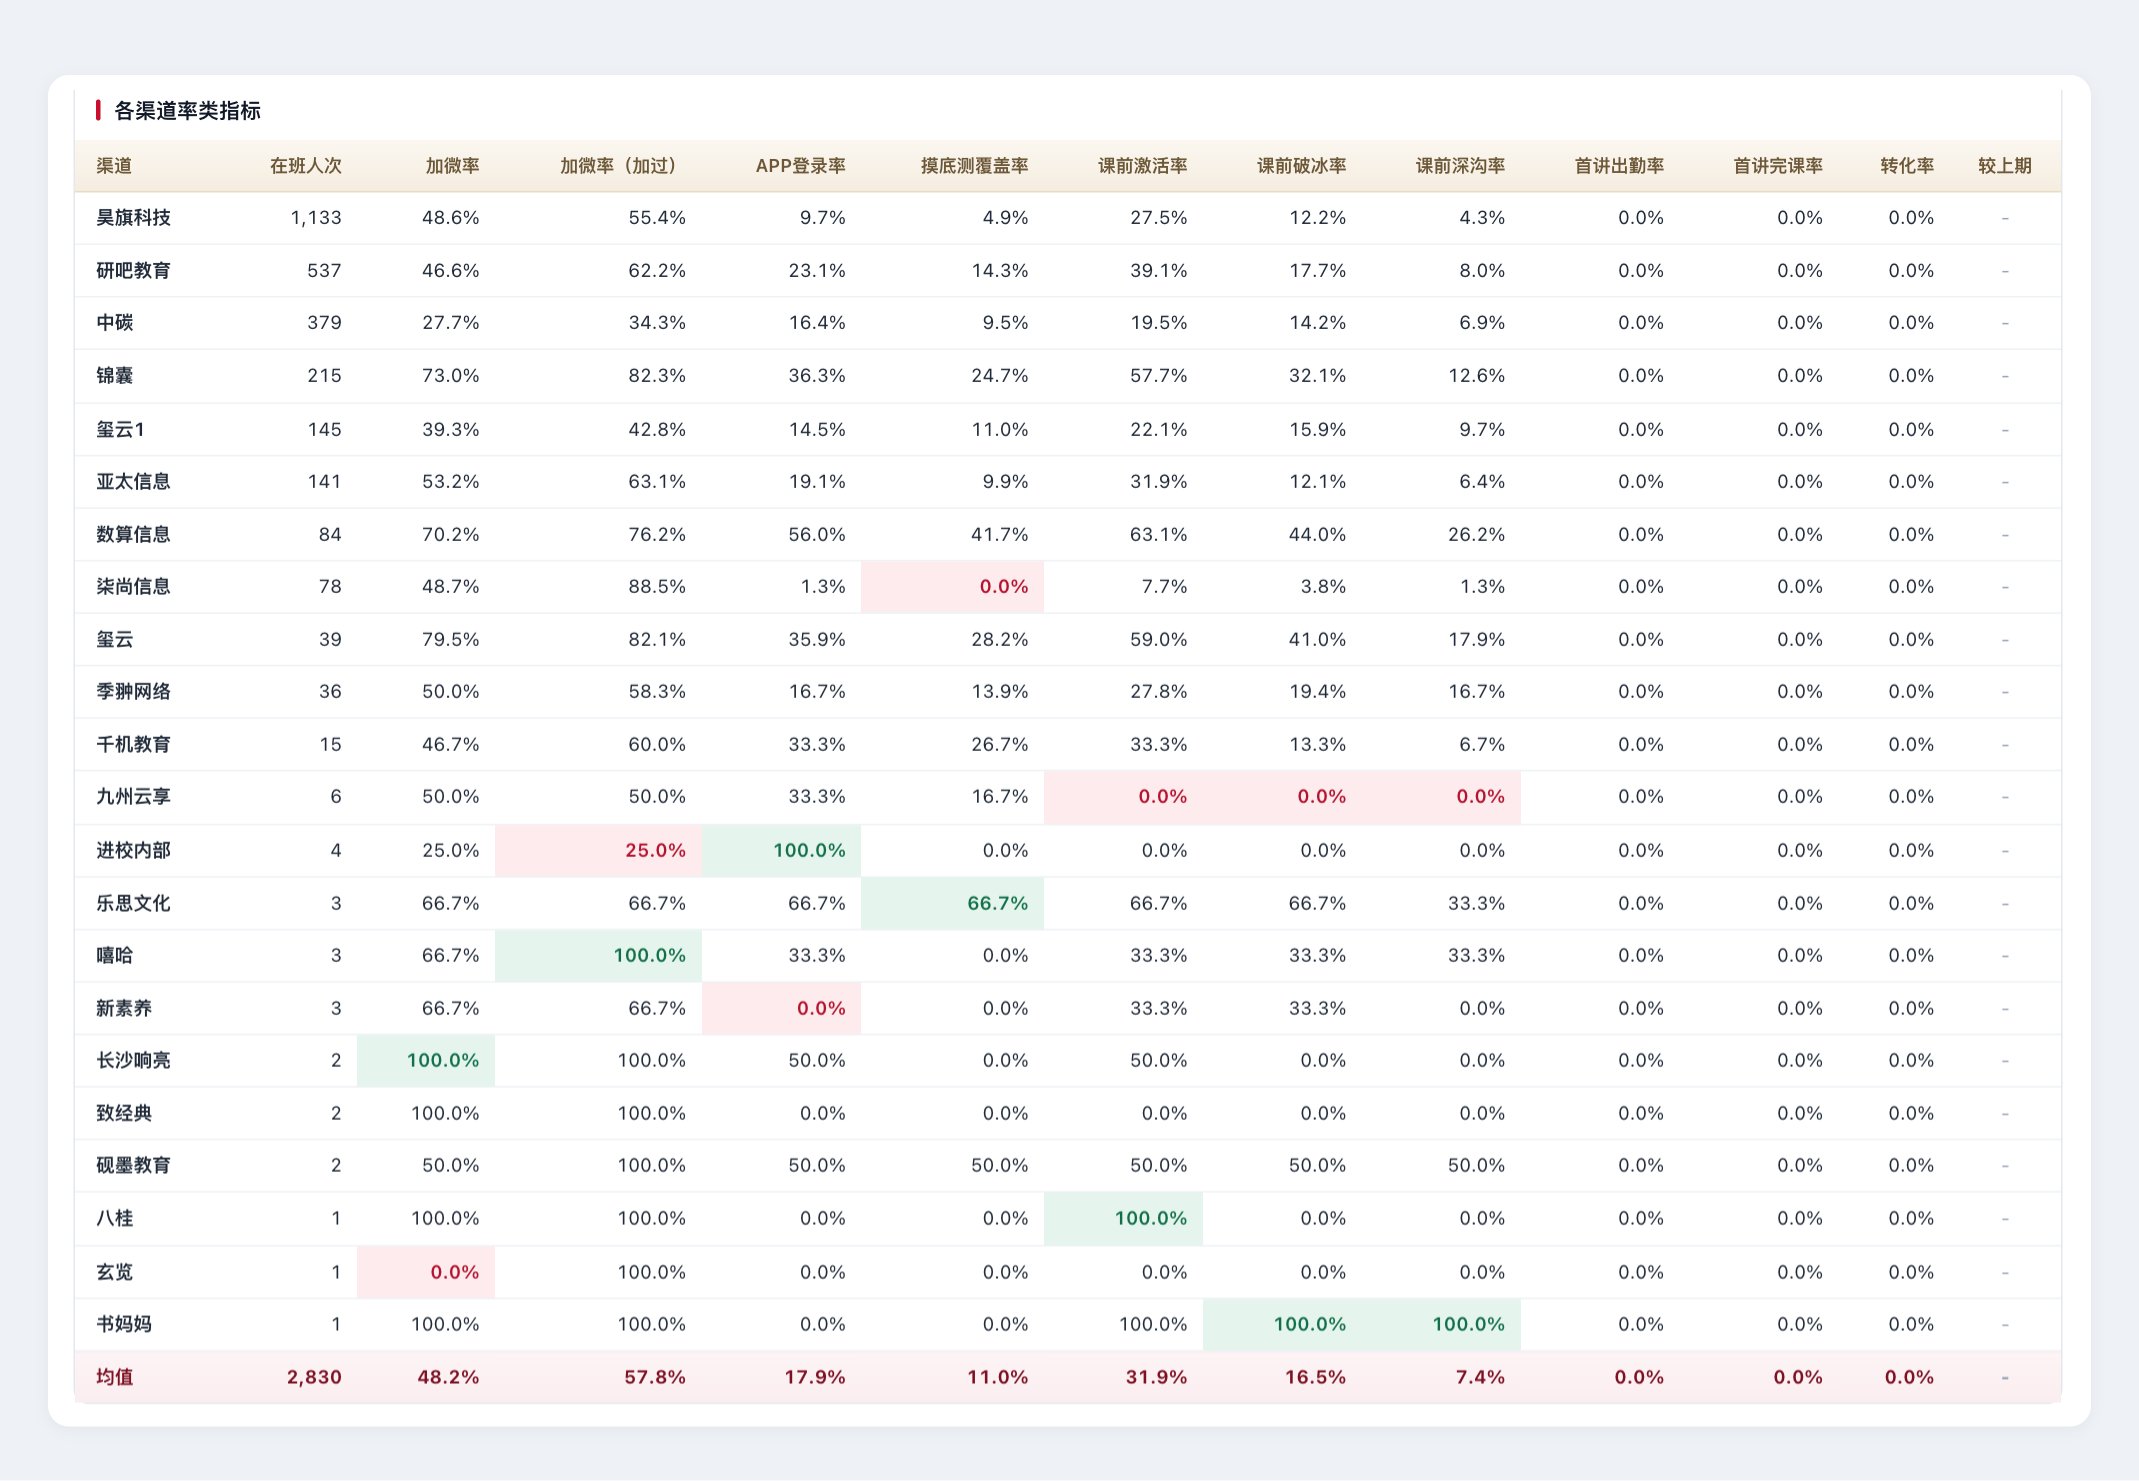 各渠道率类指标
渠道 在班人次 加微率 加微率（加过） APP登录率 摸底测覆盖率 课前激活率 课前破冰率 课前深沟率 首讲出勤率 首讲完课率 转化率 较上期
昊旗科技 1,133 48.6% 55.4% 9.7% 4.9% 27.5% 12.2% 4.3% 0.0% 0.0% 0.0% -
研吧教育 537 46.6% 62.2% 23.1% 14.3% 39.1% 17.7% 8.0% 0.0% 0.0% 0.0% -
中碳 379 27.7% 34.3% 16.4% 9.5% 19.5% 14.2% 6.9% 0.0% 0.0% 0.0% -
锦囊 215 73.0% 82.3% 36.3% 24.7% 57.7% 32.1% 12.6% 0.0% 0.0% 0.0% -
玺云1 145 39.3% 42.8% 14.5% 11.0% 22.1% 15.9% 9.7% 0.0% 0.0% 0.0% -
亚太信息 141 53.2% 63.1% 19.1% 9.9% 31.9% 12.1% 6.4% 0.0% 0.0% 0.0% -
数算信息 84 70.2% 76.2% 56.0% 41.7% 63.1% 44.0% 26.2% 0.0% 0.0% 0.0% -
柒尚信息 78 48.7% 88.5% 1.3% 0.0% 7.7% 3.8% 1.3% 0.0% 0.0% 0.0% -
玺云 39 79.5% 82.1% 35.9% 28.2% 59.0% 41.0% 17.9% 0.0% 0.0% 0.0% -
季翀网络 36 50.0% 58.3% 16.7% 13.9% 27.8% 19.4% 16.7% 0.0% 0.0% 0.0% -
千机教育 15 46.7% 60.0% 33.3% 26.7% 33.3% 13.3% 6.7% 0.0% 0.0% 0.0% -
九州云享 6 50.0% 50.0% 33.3% 16.7% 0.0% 0.0% 0.0% 0.0% 0.0% 0.0% -
进校内部 4 25.0% 25.0% 100.0% 0.0% 0.0% 0.0% 0.0% 0.0% 0.0% 0.0% -
乐思文化 3 66.7% 66.7% 66.7% 66.7% 66.7% 66.7% 33.3% 0.0% 0.0% 0.0% -
嘻哈 3 66.7% 100.0% 33.3% 0.0% 33.3% 33.3% 33.3% 0.0% 0.0% 0.0% -
新素养 3 66.7% 66.7% 0.0% 0.0% 33.3% 33.3% 0.0% 0.0% 0.0% 0.0% -
长沙响亮 2 100.0% 100.0% 50.0% 0.0% 50.0% 0.0% 0.0% 0.0% 0.0% 0.0% -
致经典 2 100.0% 100.0% 0.0% 0.0% 0.0% 0.0% 0.0% 0.0% 0.0% 0.0% -
砚墨教育 2 50.0% 100.0% 50.0% 50.0% 50.0% 50.0% 50.0% 0.0% 0.0% 0.0% -
八桂 1 100.0% 100.0% 0.0% 0.0% 100.0% 0.0% 0.0% 0.0% 0.0% 0.0% -
玄览 1 0.0% 100.0% 0.0% 0.0% 0.0% 0.0% 0.0% 0.0% 0.0% 0.0% -
书妈妈 1 100.0% 100.0% 0.0% 0.0% 100.0% 100.0% 100.0% 0.0% 0.0% 0.0% -
均值 2,830 48.2% 57.8% 17.9% 11.0% 31.9% 16.5% 7.4% 0.0% 0.0% 0.0% -